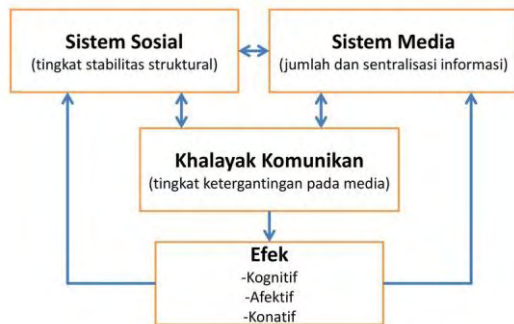 Sistem Sosial
(tingkat stabilitas struktural)
Sistem Media
(jumlah dan sentralisasi informasi)
Khalayak Komunikan
(tingkat ketergantingan pada media)
Efek
-Kognitif
-Afektif
-Konatif